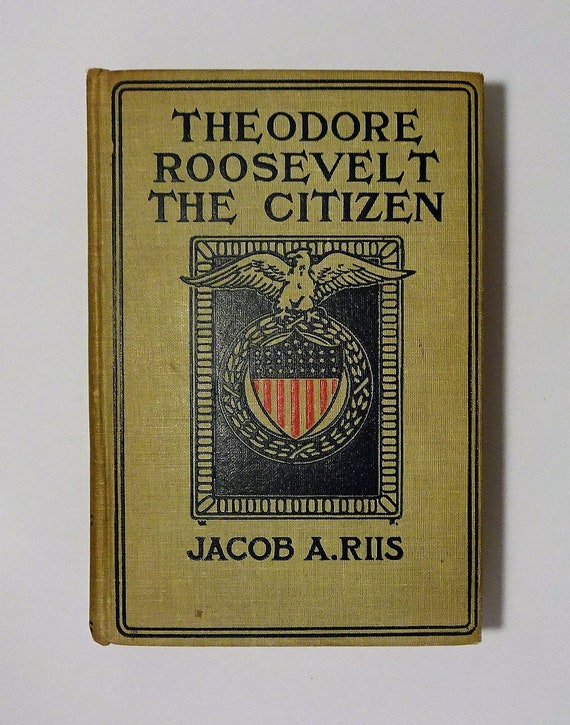 THEODORE
ROOSEVELT
THE CITIZEN
JACOB A. RIIS